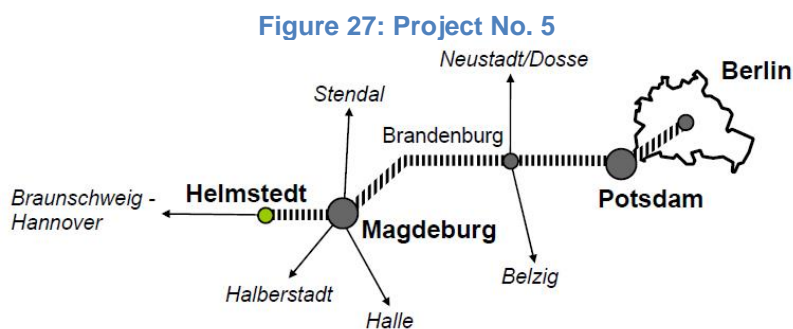 Figure 27: Project No. 5
Neustadt/Dosse
Berlin
Stendal
Brandenburg
Braunschweig -
Hannover
Helmstedt
Potsdam
Magdeburg
Belzig
Halberstadt
Halle